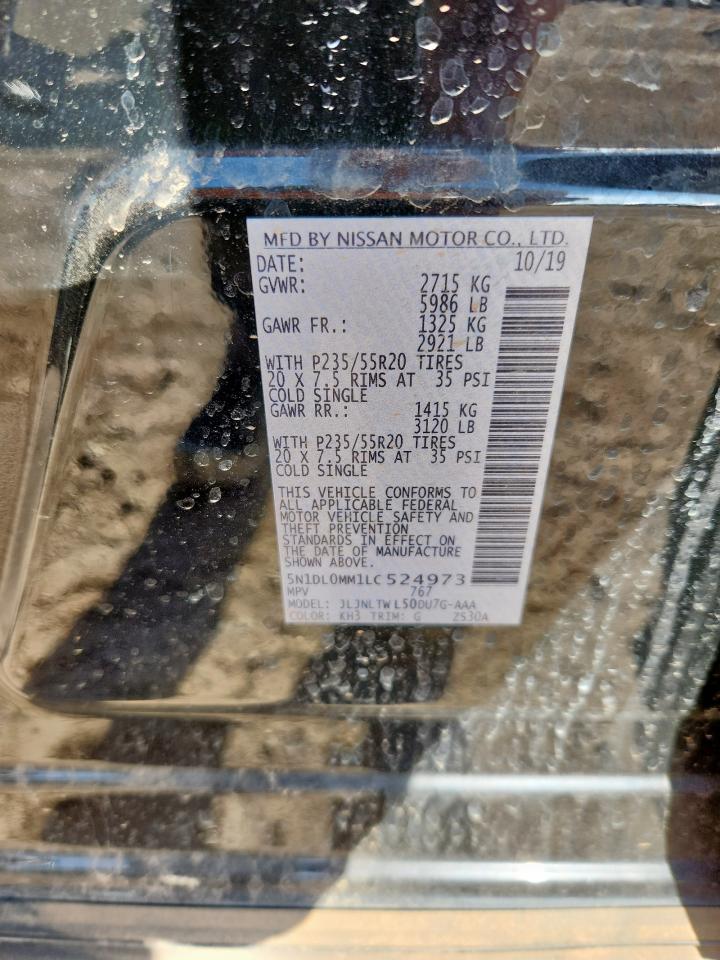 MFD BY NISSAN MOTOR CO., LTD.
DATE: 10/19
GVWR: 2715 KG
5986 LB
GAWR FR.: 1325 KG
2921 LB
WITH P235/55R20 TIRES
20 X 7.5 RIMS AT 35 PSI
COLD SINGLE
GAWR RR.: 1415 KG
3120 LB
WITH P235/55R20 TIRES
20 X 7.5 RIMS AT 35 PSI
COLD SINGLE
THIS VEHICLE CONFORMS TO
ALL APPLICABLE FEDERAL
MOTOR VEHICLE SAFETY AND
THEFT PREVENTION
STANDARDS IN EFFECT ON
THE DATE OF MANUFACTURE
SHOWN ABOVE.
5N1DL0MM1LC524973
MPV 767
MODEL: JLJNLTWL50DU7G-AAA
COLOR: KH3 TRIM: G ZS30A